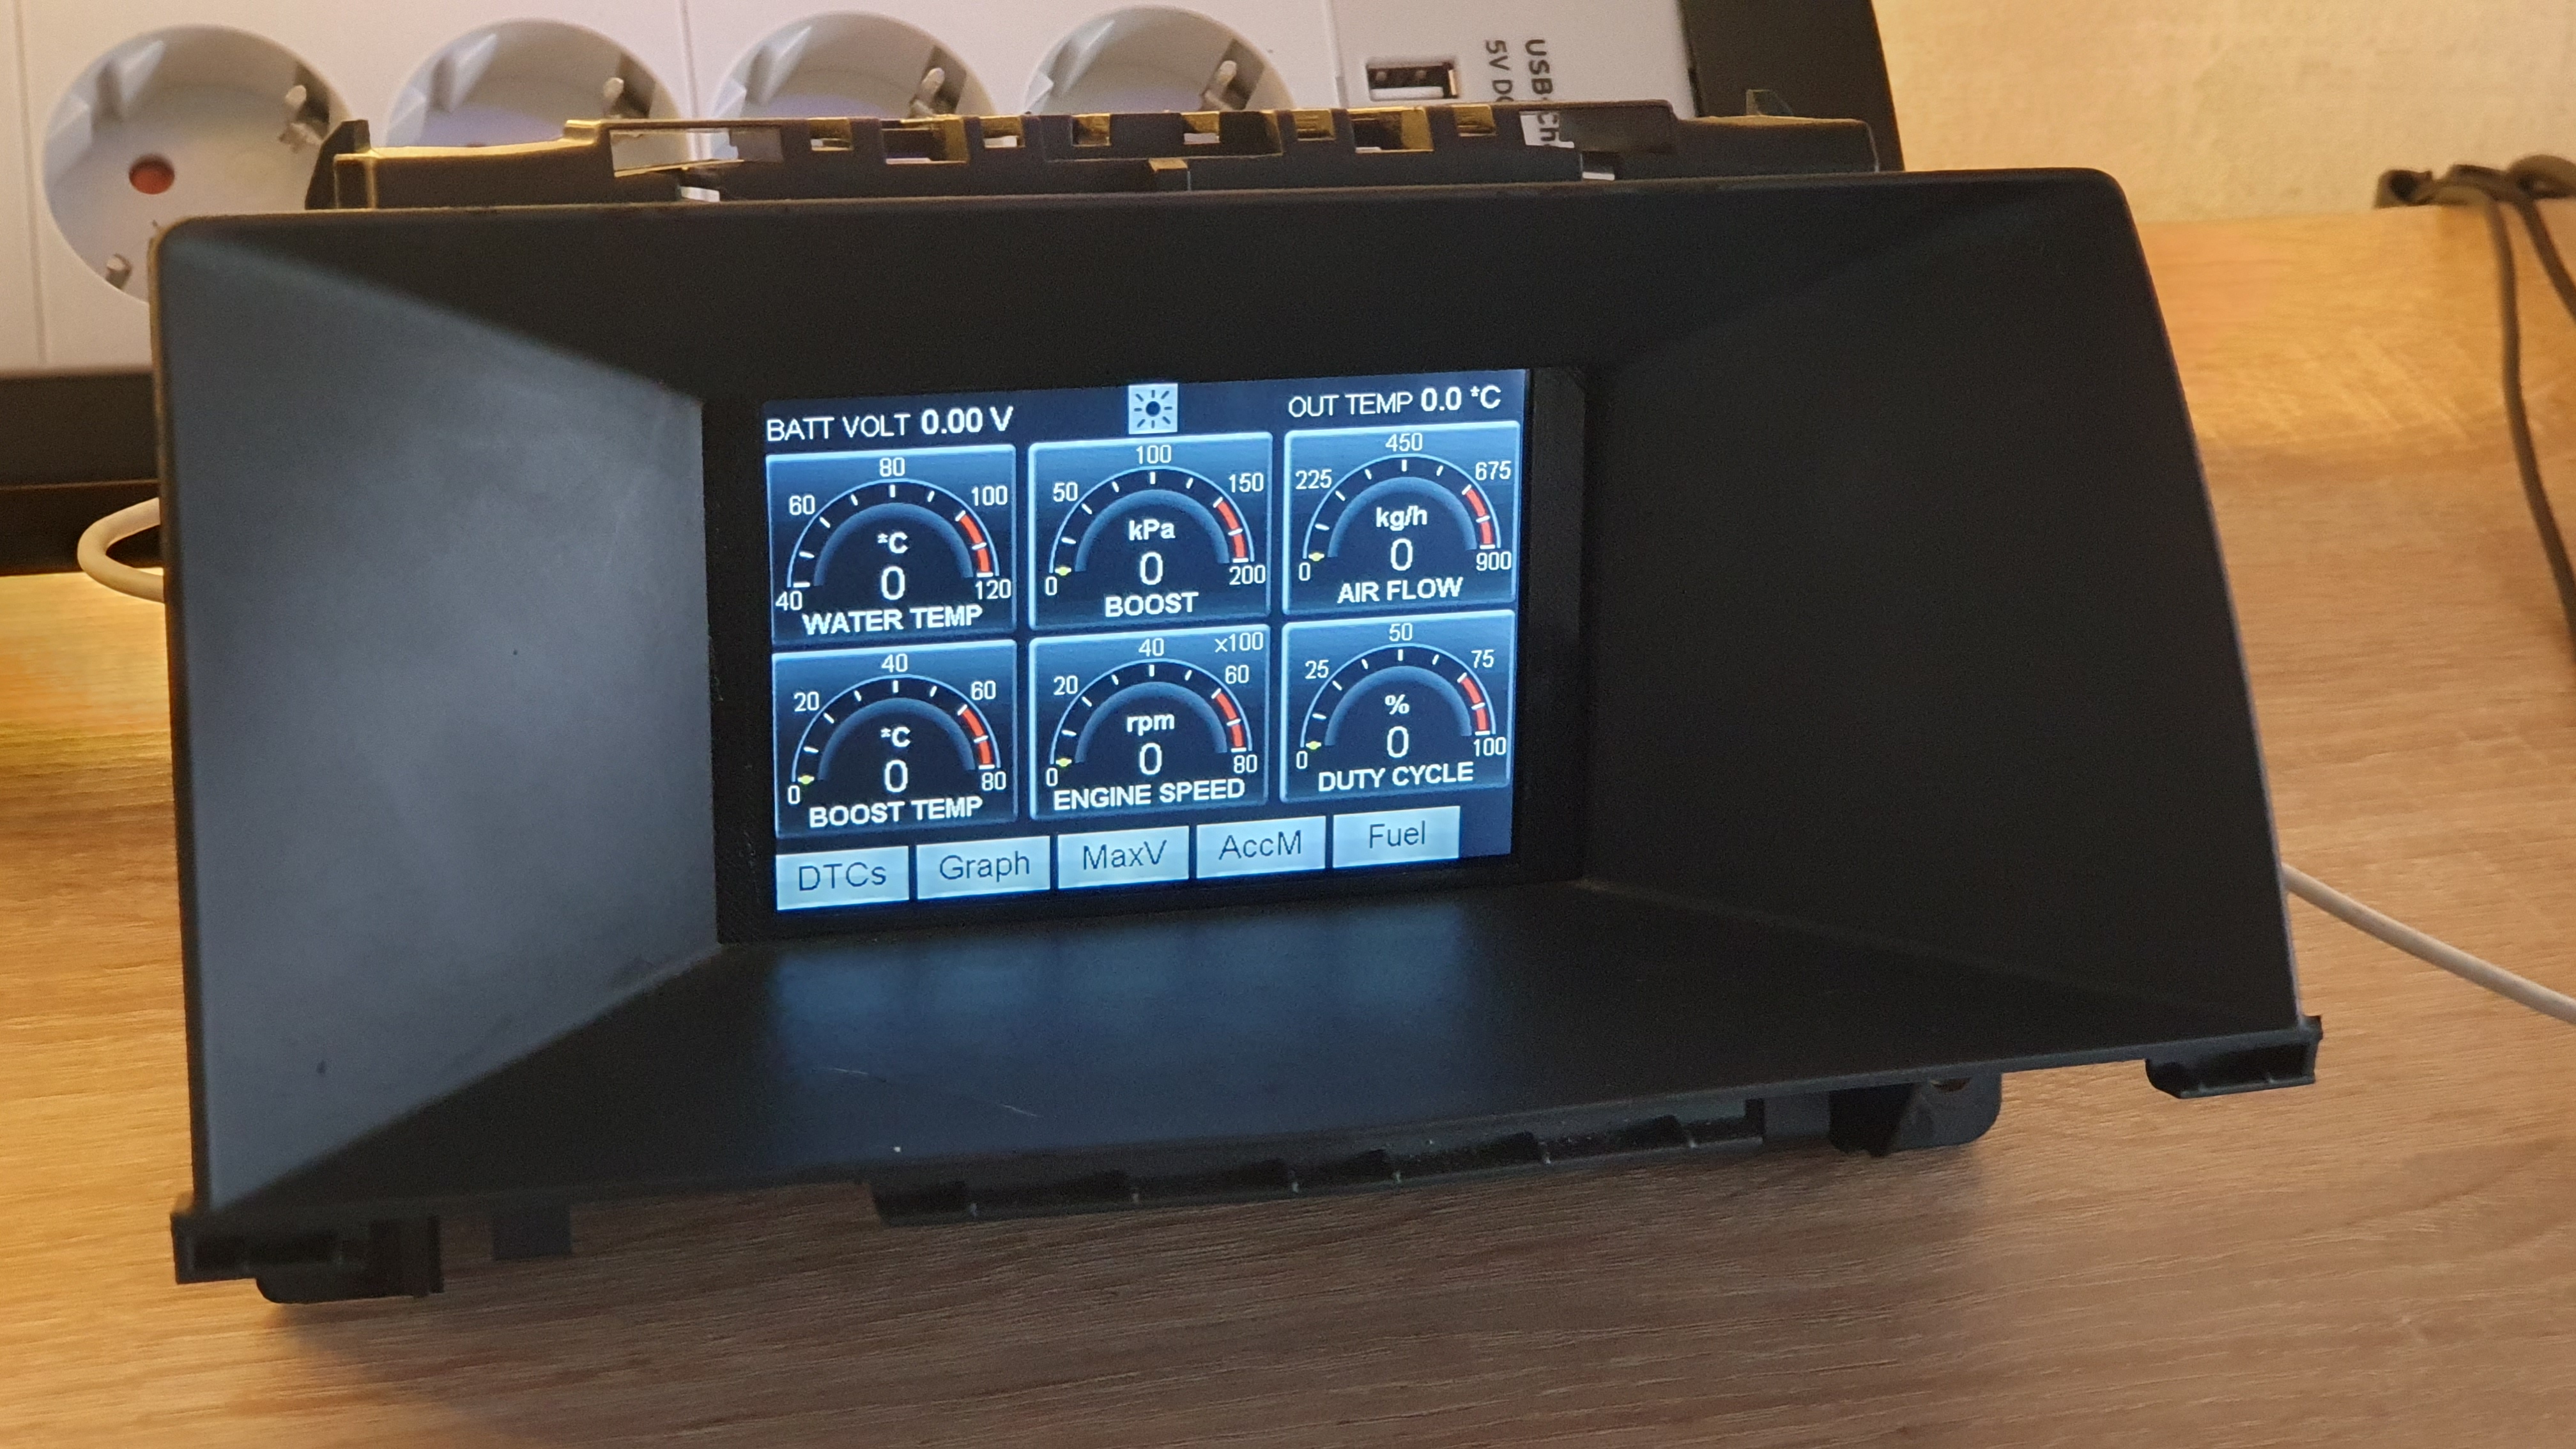 USB Ch
5V DC
BATT VOLT 0.00 V
OUT TEMP 0.0 *C
80
60
100
*C
0
40
120
WATER TEMP
100
50
150
kPa
0
0
200
BOOST
450
225
675
kg/h
0
0
900
AIR FLOW
40
20
60
*C
0
0
80
BOOST TEMP
40
x100
20
60
rpm
0
0
80
ENGINE SPEED
50
25
75
%
0
0
100
DUTY CYCLE
DTCs
Graph
MaxV
AccM
Fuel